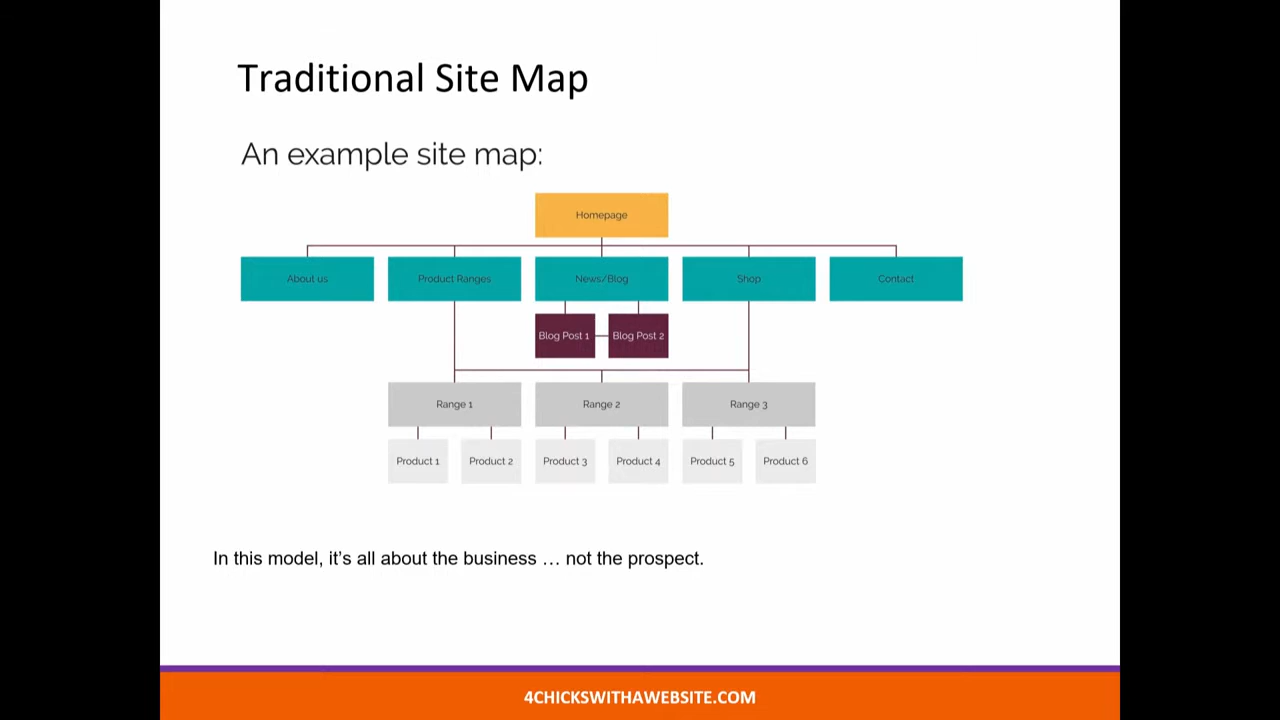 Traditional Site Map
An example site map:
Homepage
About us
Product Ranges
News/Blog
Shop
Contact
Blog Post 1
Blog Post 2
Range 1
Range 2
Range 3
Product 1
Product 2
Product 3
Product 4
Product 5
Product 6
In this model, it’s all about the business … not the prospect.
4CHICKSWITHAWEBSITE.COM